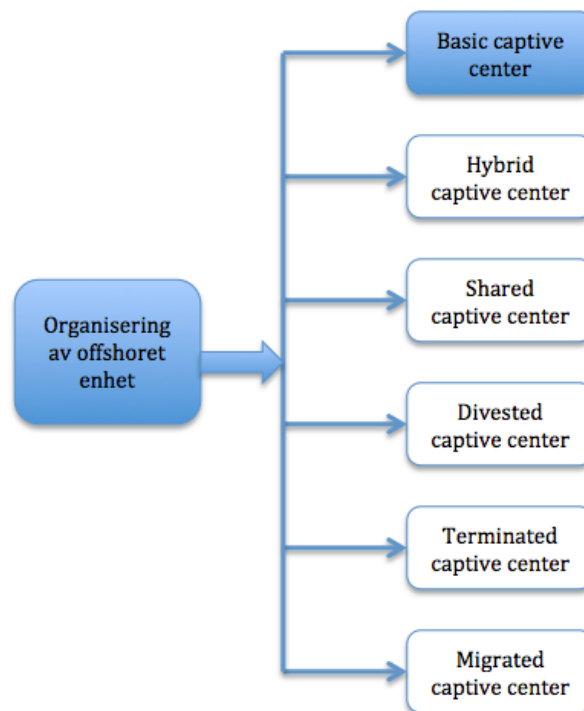 Basic captive
center
Hybrid
captive center
Shared
captive center
Organisering
av offshoret
enhet
Divested
captive center
Terminated
captive center
Migrated
captive center